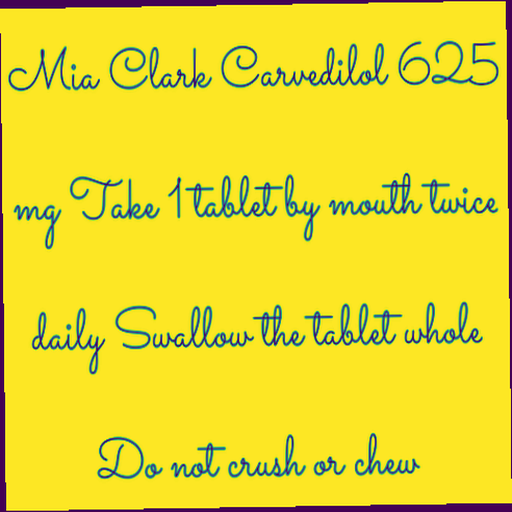 Mia Clark Carvedilol 625
mg Take 1 tablet by mouth twice
daily Swallow the tablet whole
Do not crush or chew